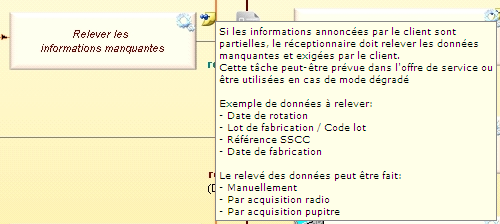 Relever les
informations manquantes
Si les informations annoncées par le client sont
partielles, le réceptionnaire doit relever les données
manquantes et exigées par le client.
Cette tâche peut-être prévue dans l'offre de service ou
être utilisées en cas de mode dégradé
Exemple de données à relever:
- Date de rotation
- Lot de fabrication / Code lot
- Référence SSCC
- Date de fabrication
Le relevé des données peut être fait:
- Manuellement
- Par acquisition radio
- Par acquisition pupitre